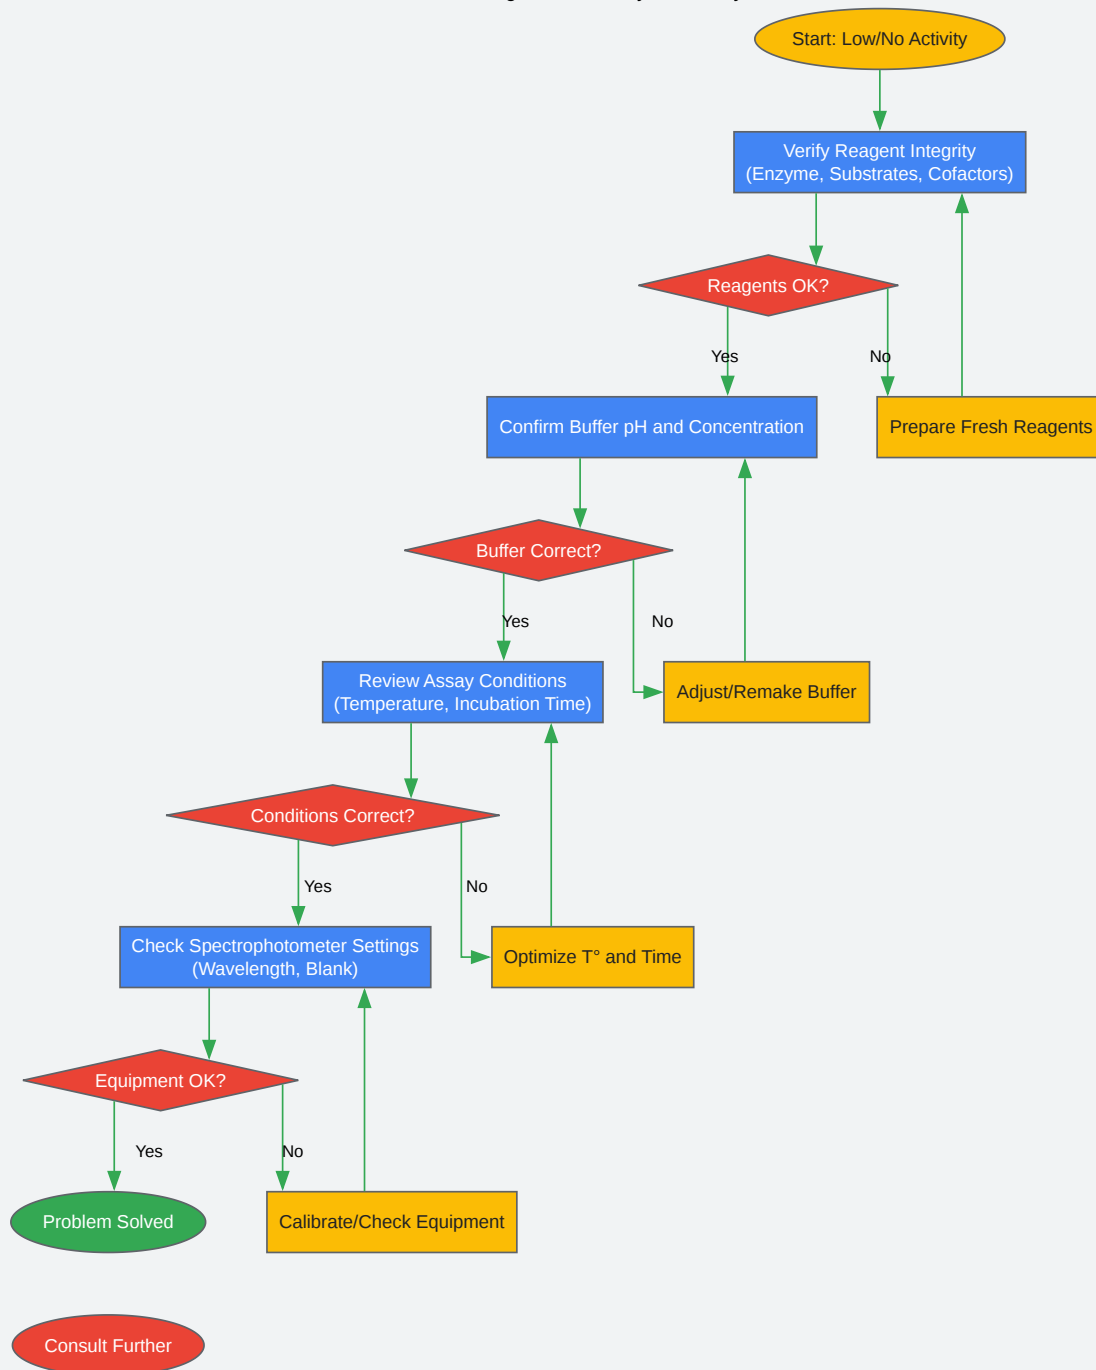 Start: Low/No Activity
Verify Reagent Integrity
(Enzyme, Substrates, Cofactors)
Reagents OK?
Yes
No
Confirm Buffer pH and Concentration
Prepare Fresh Reagents
Buffer Correct?
Yes
No
Review Assay Conditions
(Temperature, Incubation Time)
Adjust/Remake Buffer
Conditions Correct?
Yes
No
Check Spectrophotometer Settings
(Wavelength, Blank)
Optimize T° and Time
Equipment OK?
Yes
No
Problem Solved
Calibrate/Check Equipment
Consult Further